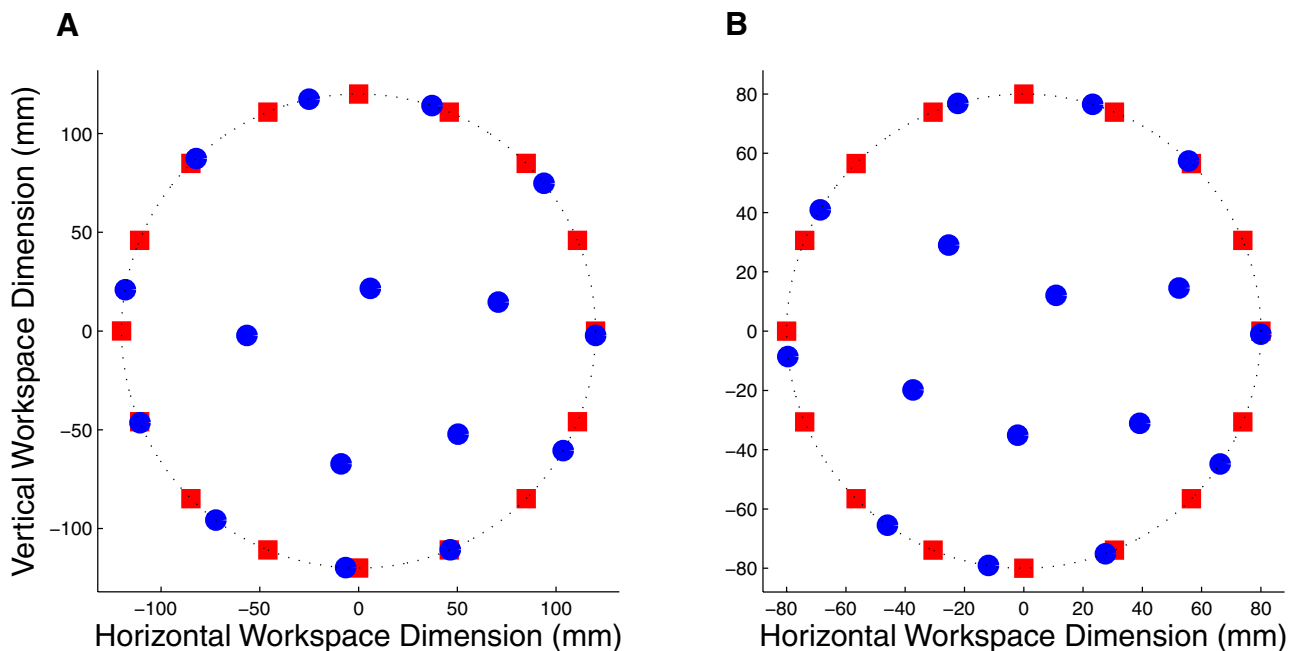 A
B
Vertical Workspace Dimension (mm)
100
50
0
−50
−100
−100 −50 0 50 100
Horizontal Workspace Dimension (mm)
80
60
40
20
0
−20
−40
−60
−80
−80 −60 −40 −20 0 20 40 60 80
Horizontal Workspace Dimension (mm)